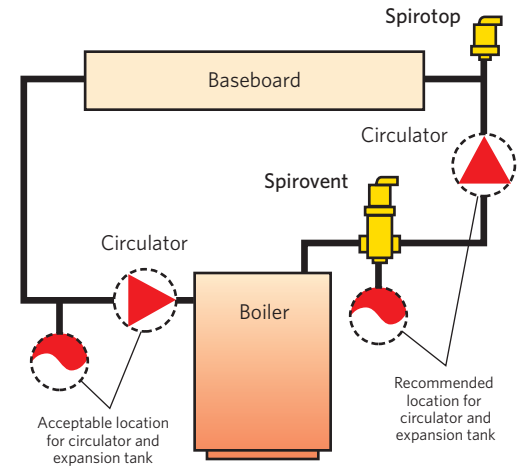 Spirotop
Baseboard
Circulator
Spirovent
Circulator
Boiler
Recommended
location for
circulator and
expansion tank
Acceptable location
for circulator and
expansion tank